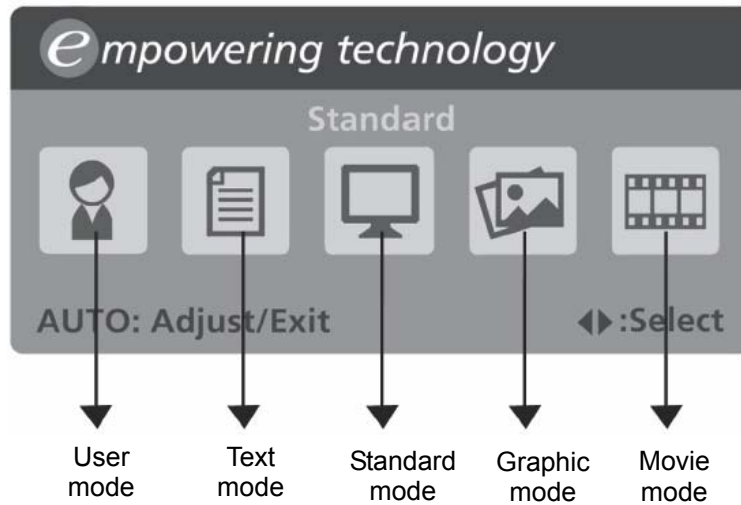 empowering technology
Standard
AUTO: Adjust/Exit ◀▶:Select
User mode
Text mode
Standard mode
Graphic mode
Movie mode